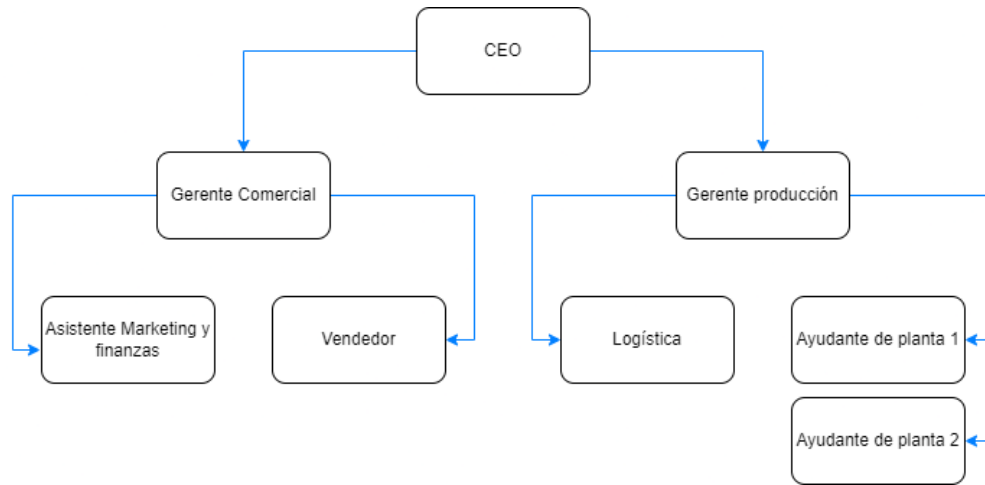 CEO
Gerente Comercial
Gerente producción
Asistente Marketing y
finanzas
Vendedor
Logística
Ayudante de planta 1
Ayudante de planta 2